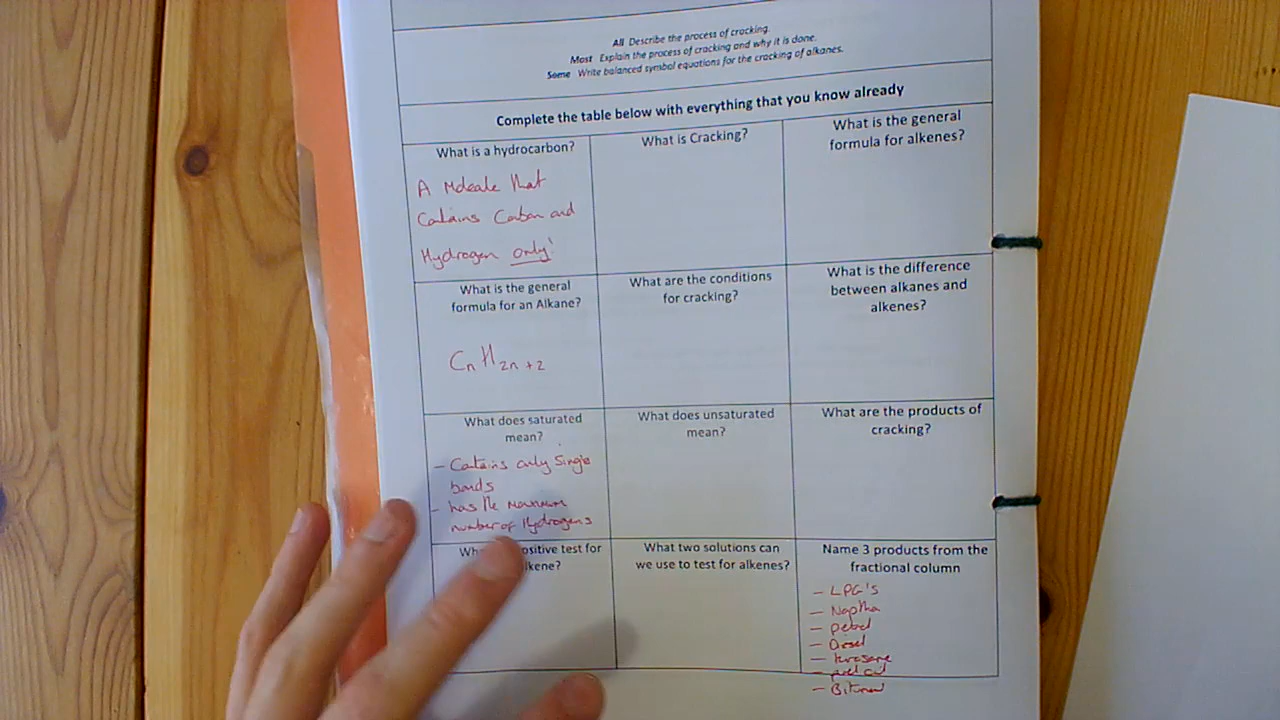 All Describe the process of cracking.
Most Explain the process of cracking and why it is done.
Some Write balanced symbol equations for the cracking of alkanes.
Complete the table below with everything that you know already
What is a hydrocarbon?
A Molecule that
Contains Carbon and
Hydrogen only!
What is Cracking?
What is the general
formula for alkenes?
What is the general
formula for an Alkane?
CnH2n+2
What are the conditions
for cracking?
What is the difference
between alkanes and
alkenes?
What does saturated
mean?
- Contains only Single
bonds
- has the maximum
number of Hydrogens
What does unsaturated
mean?
What are the products of
cracking?
positive test for
What two solutions can
we use to test for alkenes?
Name 3 products from the
fractional column
- LPG's
- Naptha
- petrol
- Diesel
- kerosene
- fuel oil
- Bitumen